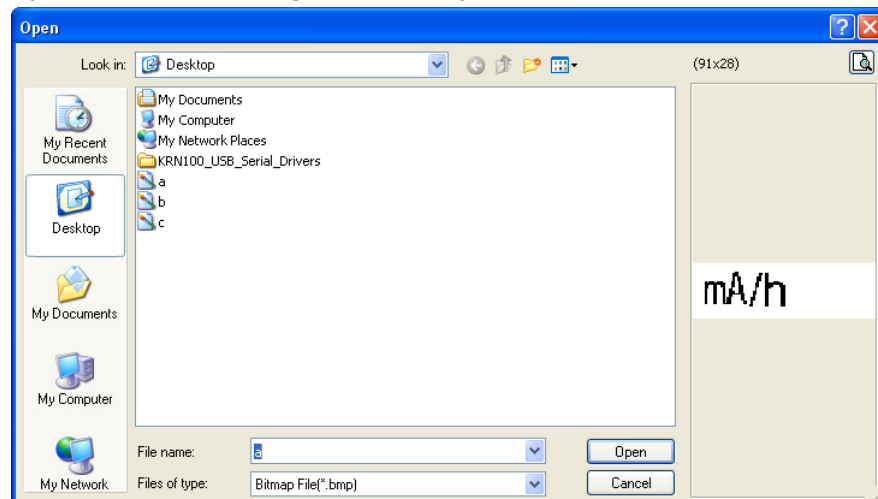 Open
Look in: Desktop (91x28)
My Documents
My Computer
My Network Places
KRN100_USB_Serial_Drivers
a
b
c
My Recent
Documents
Desktop
My Documents
My Computer
My Network
mA/h
File name: a Open
Files of type: Bitmap File(*.bmp) Cancel